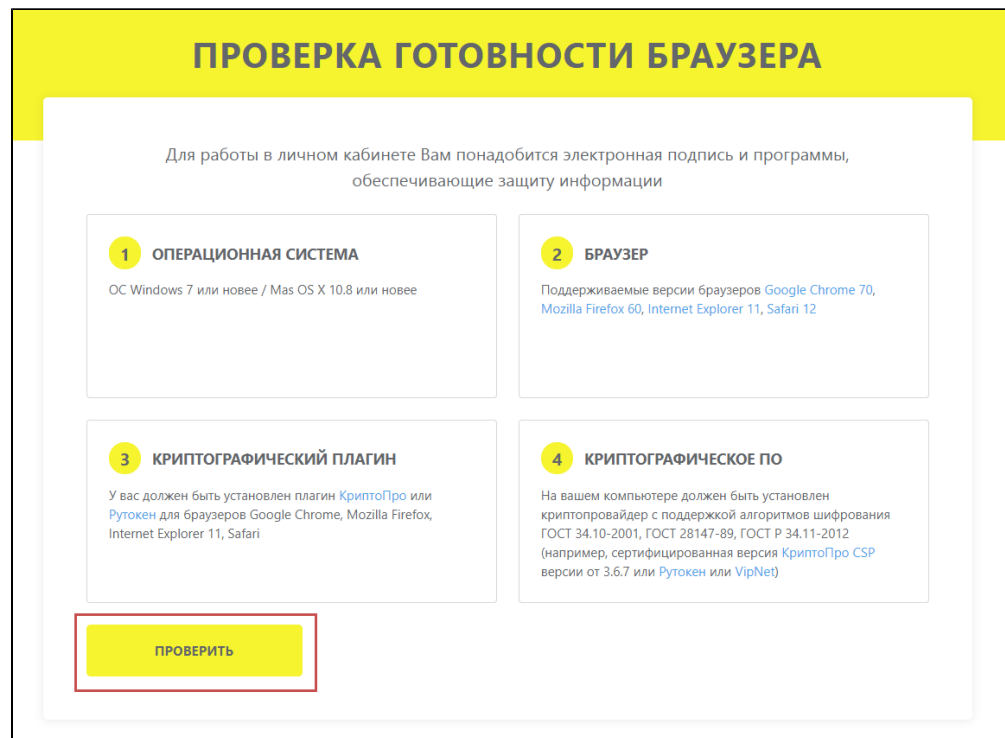 ПРОВЕРКА ГОТОВНОСТИ БРАУЗЕРА
Для работы в личном кабинете Вам понадобится электронная подпись и программы,
обеспечивающие защиту информации
1 ОПЕРАЦИОННАЯ СИСТЕМА
ОС Windows 7 или новее / Mas OS X 10.8 или новее
2 БРАУЗЕР
Поддерживаемые версии браузеров Google Chrome 70,
Mozilla Firefox 60, Internet Explorer 11, Safari 12
3 КРИПТОГРАФИЧЕСКИЙ ПЛАГИН
У вас должен быть установлен плагин КриптоПро или
Рутокен для браузеров Google Chrome, Mozilla Firefox,
Internet Explorer 11, Safari
4 КРИПТОГРАФИЧЕСКОЕ ПО
На вашем компьютере должен быть установлен
криптопровайдер с поддержкой алгоритмов шифрования
ГОСТ 34.10-2001, ГОСТ 28147-89, ГОСТ Р 34.11-2012
(например, сертифицированная версия КриптоПро CSP
версии от 3.6.7 или Рутокен или VipNet)
ПРОВЕРИТЬ